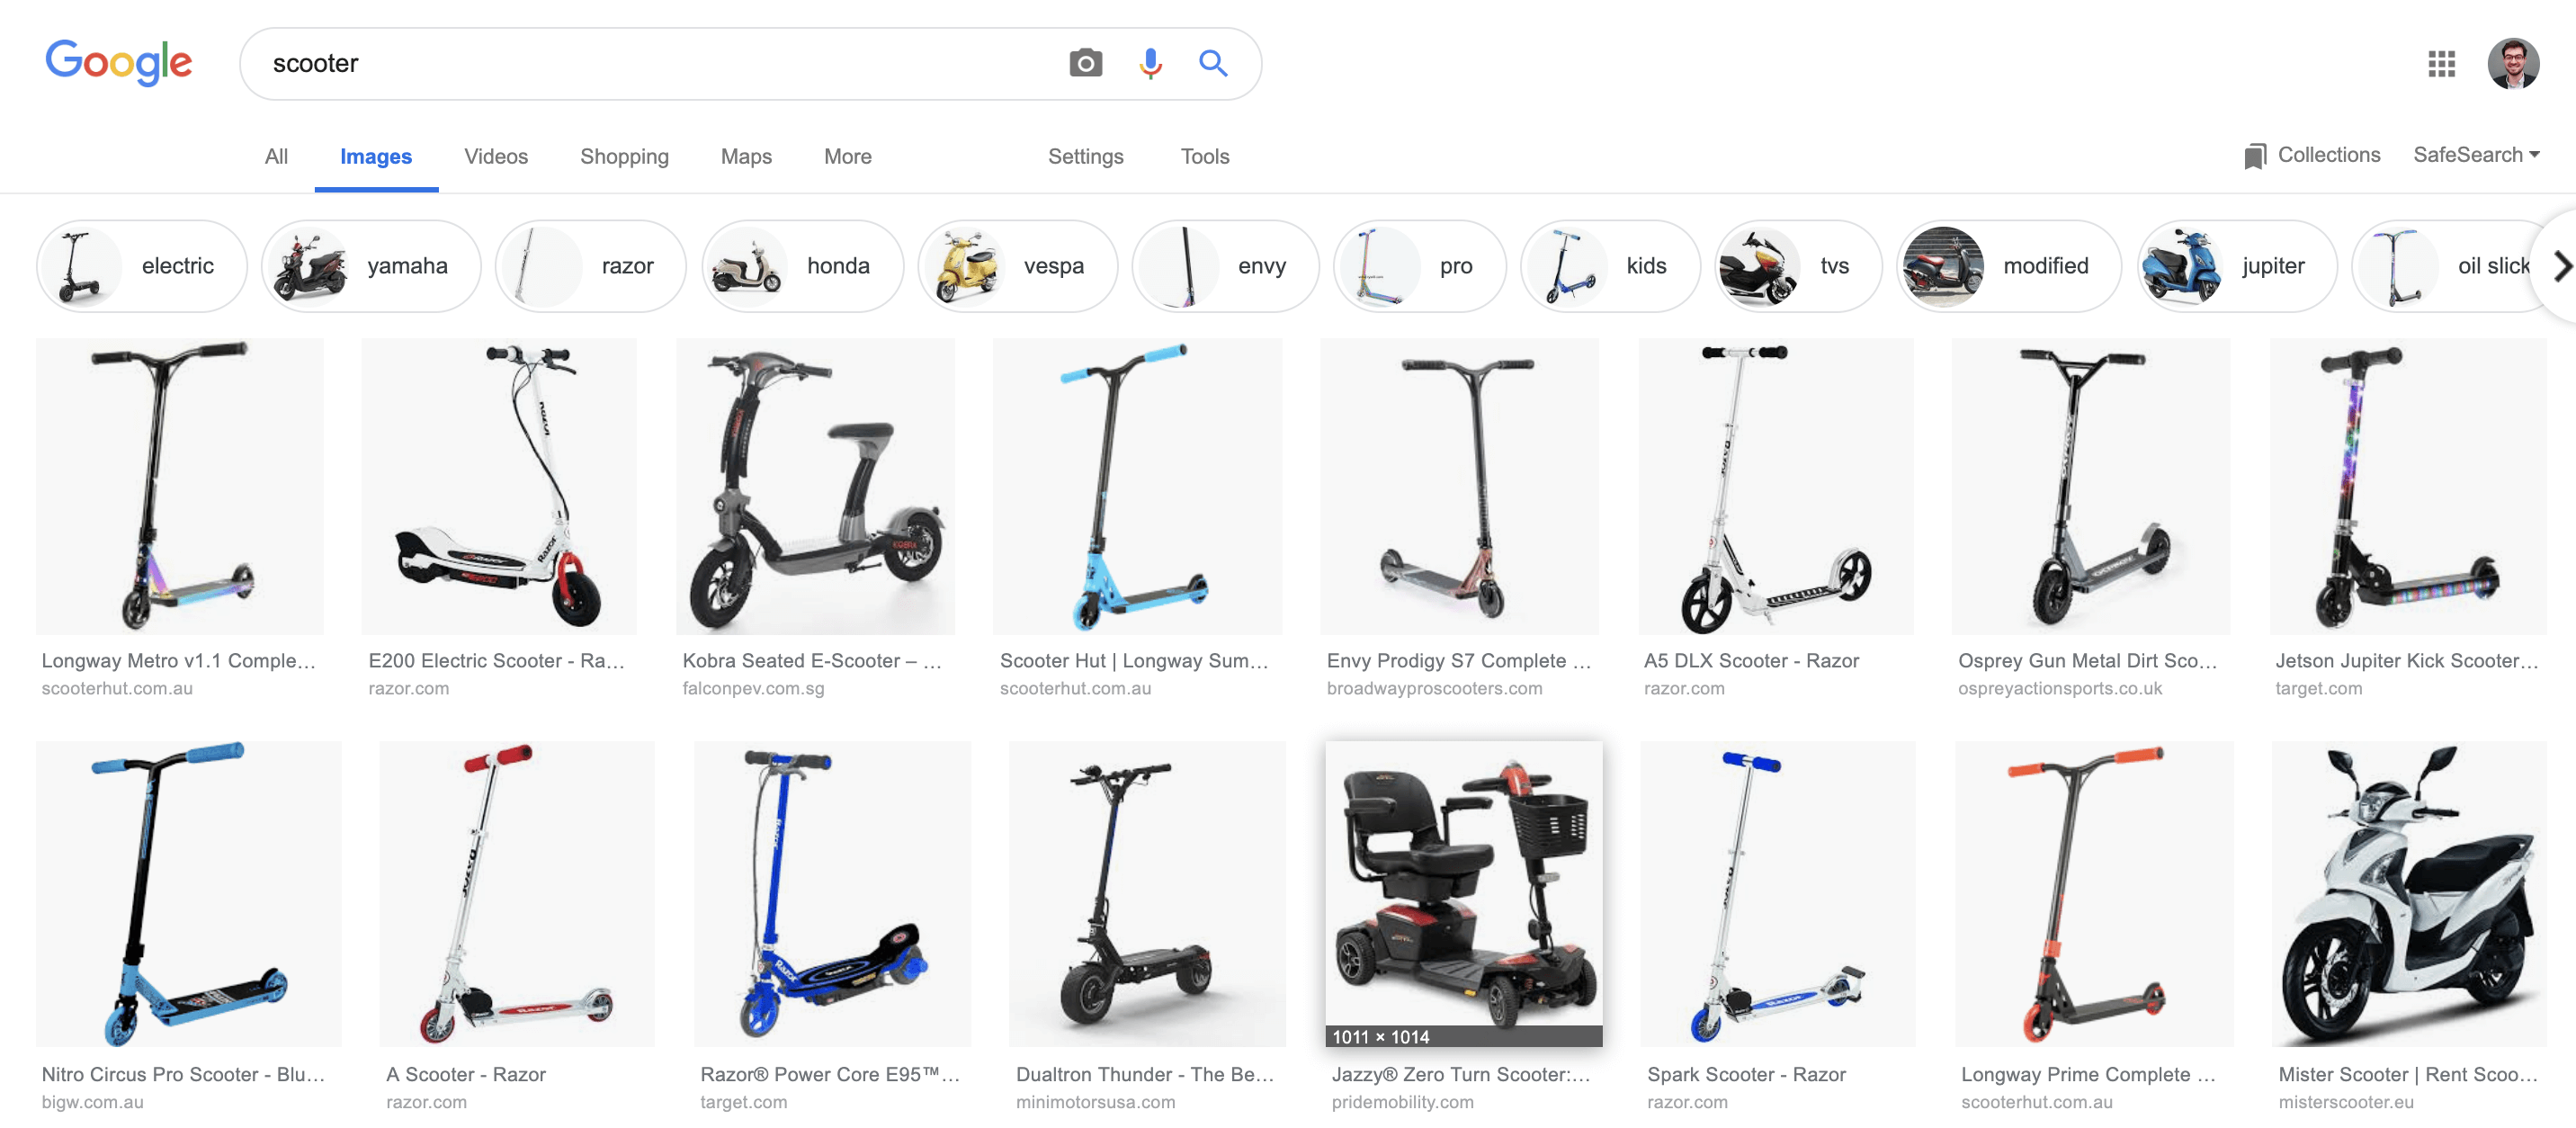 Google
scooter
All Images Videos Shopping Maps More Settings Tools
Collections SafeSearch
electric yamaha razor honda vespa envy pro kids tvs modified jupiter oil slick
Longway Metro v1.1 Comple... E200 Electric Scooter - Ra... Kobra Seated E-Scooter – ... Scooter Hut | Longway Sum... Envy Prodigy S7 Complete ... A5 DLX Scooter - Razor Osprey Gun Metal Dirt Sco... Jetson Jupiter Kick Scooter...
scooterhut.com.au razor.com falconpev.com.sg scooterhut.com.au broadwayproscooters.com razor.com ospreyactionsports.co.uk target.com
1011 × 1014
Nitro Circus Pro Scooter - Blu... A Scooter - Razor Razor® Power Core E95™... Dualtron Thunder - The Be... Jazzy® Zero Turn Scooter:... Spark Scooter - Razor Longway Prime Complete ... Mister Scooter | Rent Scoo...
bigw.com.au razor.com target.com minimotorsusa.com pridemobility.com razor.com scooterhut.com.au misterscooter.eu